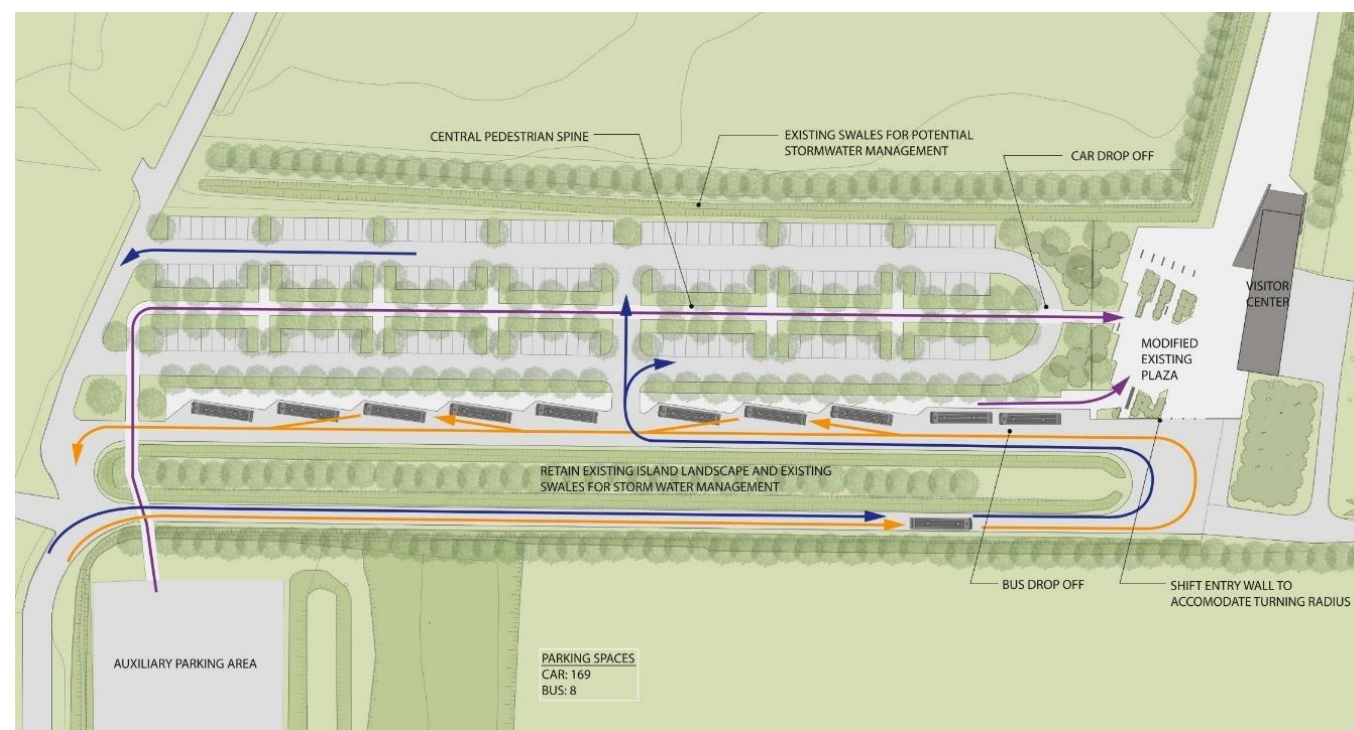 CENTRAL PEDESTRIAN SPINE
EXISTING SWALES FOR POTENTIAL
STORMWATER MANAGEMENT
CAR DROP OFF
VISITOR
CENTER
MODIFIED
EXISTING
PLAZA
RETAIN EXISTING ISLAND LANDSCAPE AND EXISTING
SWALES FOR STORM WATER MANAGEMENT
BUS DROP OFF
SHIFT ENTRY WALL TO
ACCOMODATE TURNING RADIUS
AUXILIARY PARKING AREA
PARKING SPACES
CAR: 169
BUS: 8